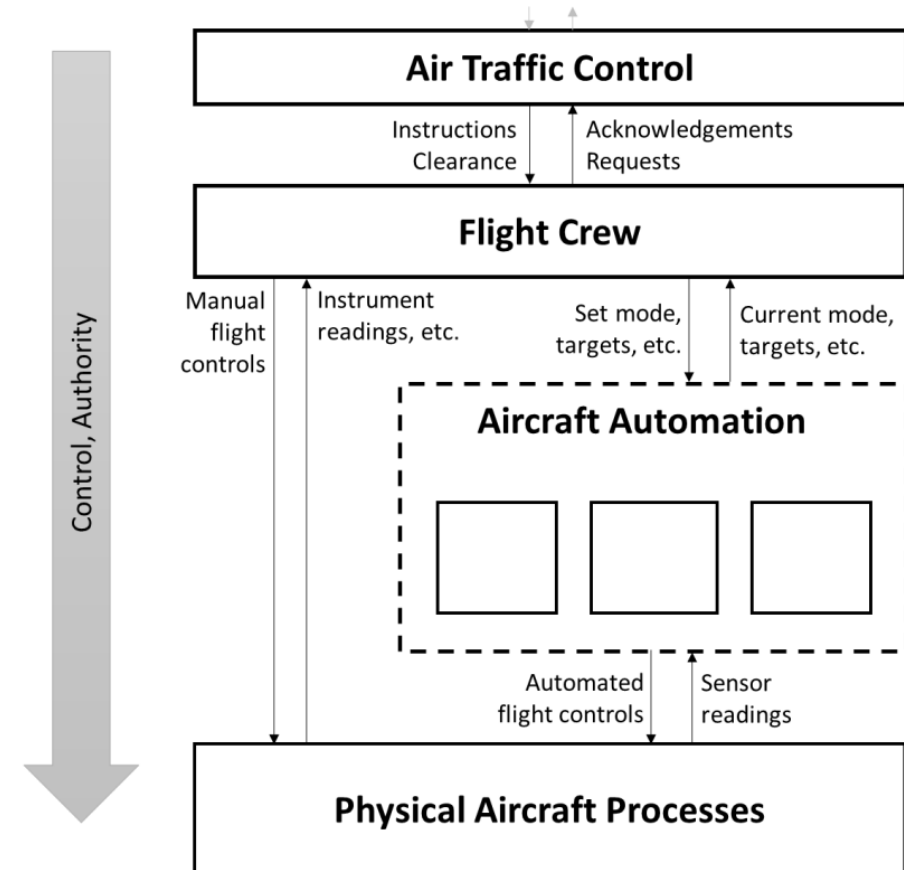 Air Traffic Control
Instructions
Clearance
Acknowledgements
Requests
Flight Crew
Manual
flight
controls
Instrument
readings, etc.
Set mode,
targets, etc.
Current mode,
targets, etc.
Control, Authority
Aircraft Automation
Automated
flight controls
Sensor
readings
Physical Aircraft Processes